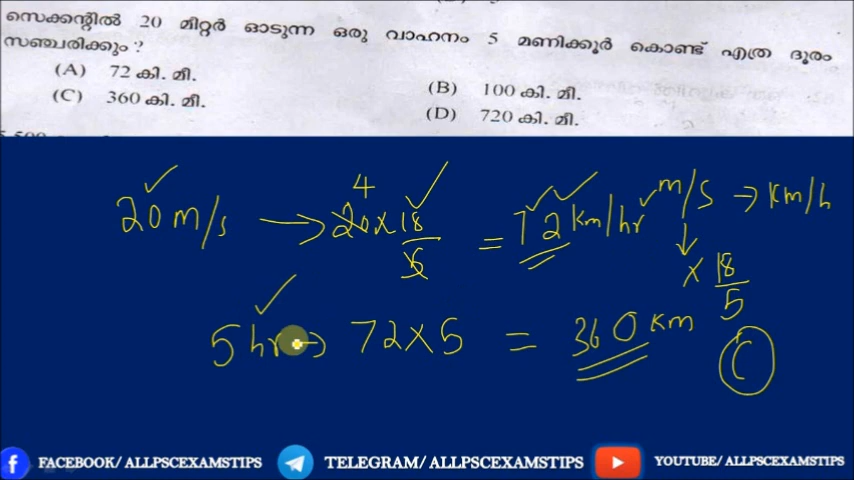 സെക്കന്റിൽ 20 മീറ്റർ ഓടുന്ന ഒരു വാഹനം 5 മണിക്കൂർ കൊണ്ട് എത്ര ദൂരം
സഞ്ചരിക്കും ?
(A) 72 കി. മീ.
(B) 100 കി. മീ.
(C) 360 കി. മീ.
(D) 720 കി. മീ.
4
20 m/s → 20 × 18/5 = 72 km/hr
m/s → km/h
× 18/5
5 hr → 72 × 5 = 360 km
C
FACEBOOK/ ALLPSCEXAMSTIPS
TELEGRAM/ ALLPSCEXAMSTIPS
YOUTUBE/ ALLPSCEXAMSTIPS